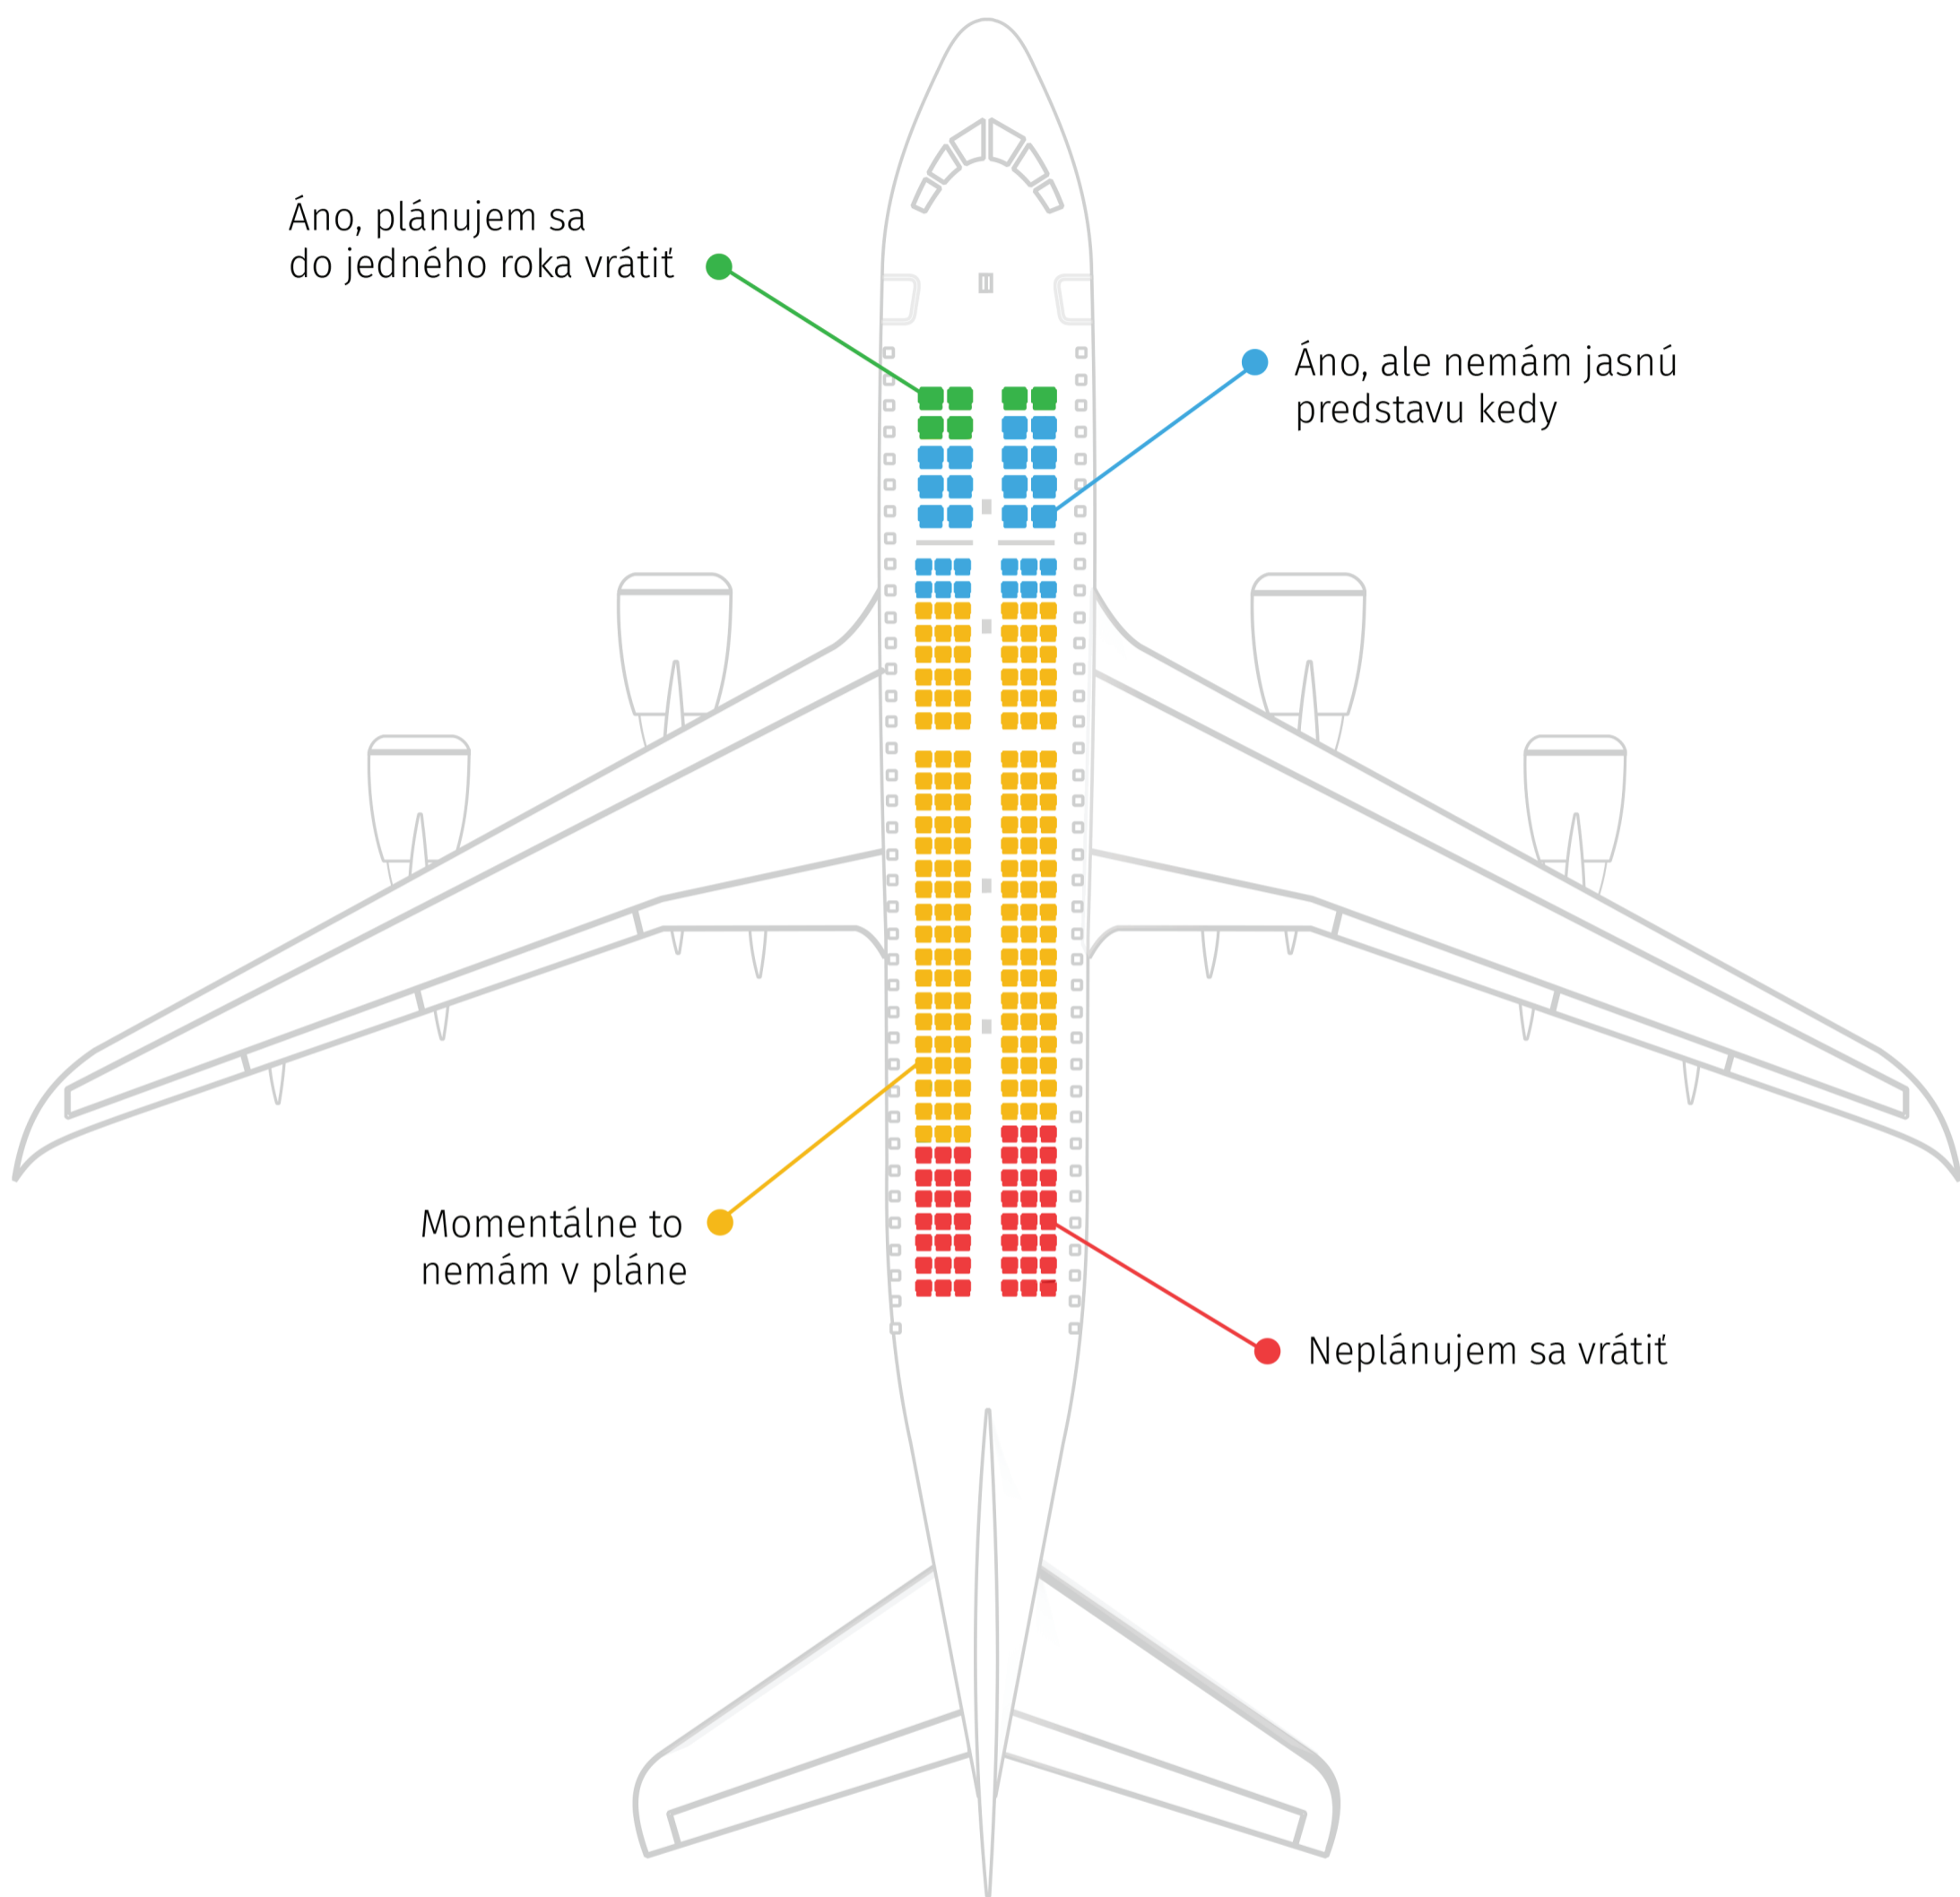 Áno, plánujem sa
do jedného roka vrátiť
Áno, ale nemám jasnú
predstavu kedy
Momentálne to
nemám v pláne
Neplánujem sa vrátiť